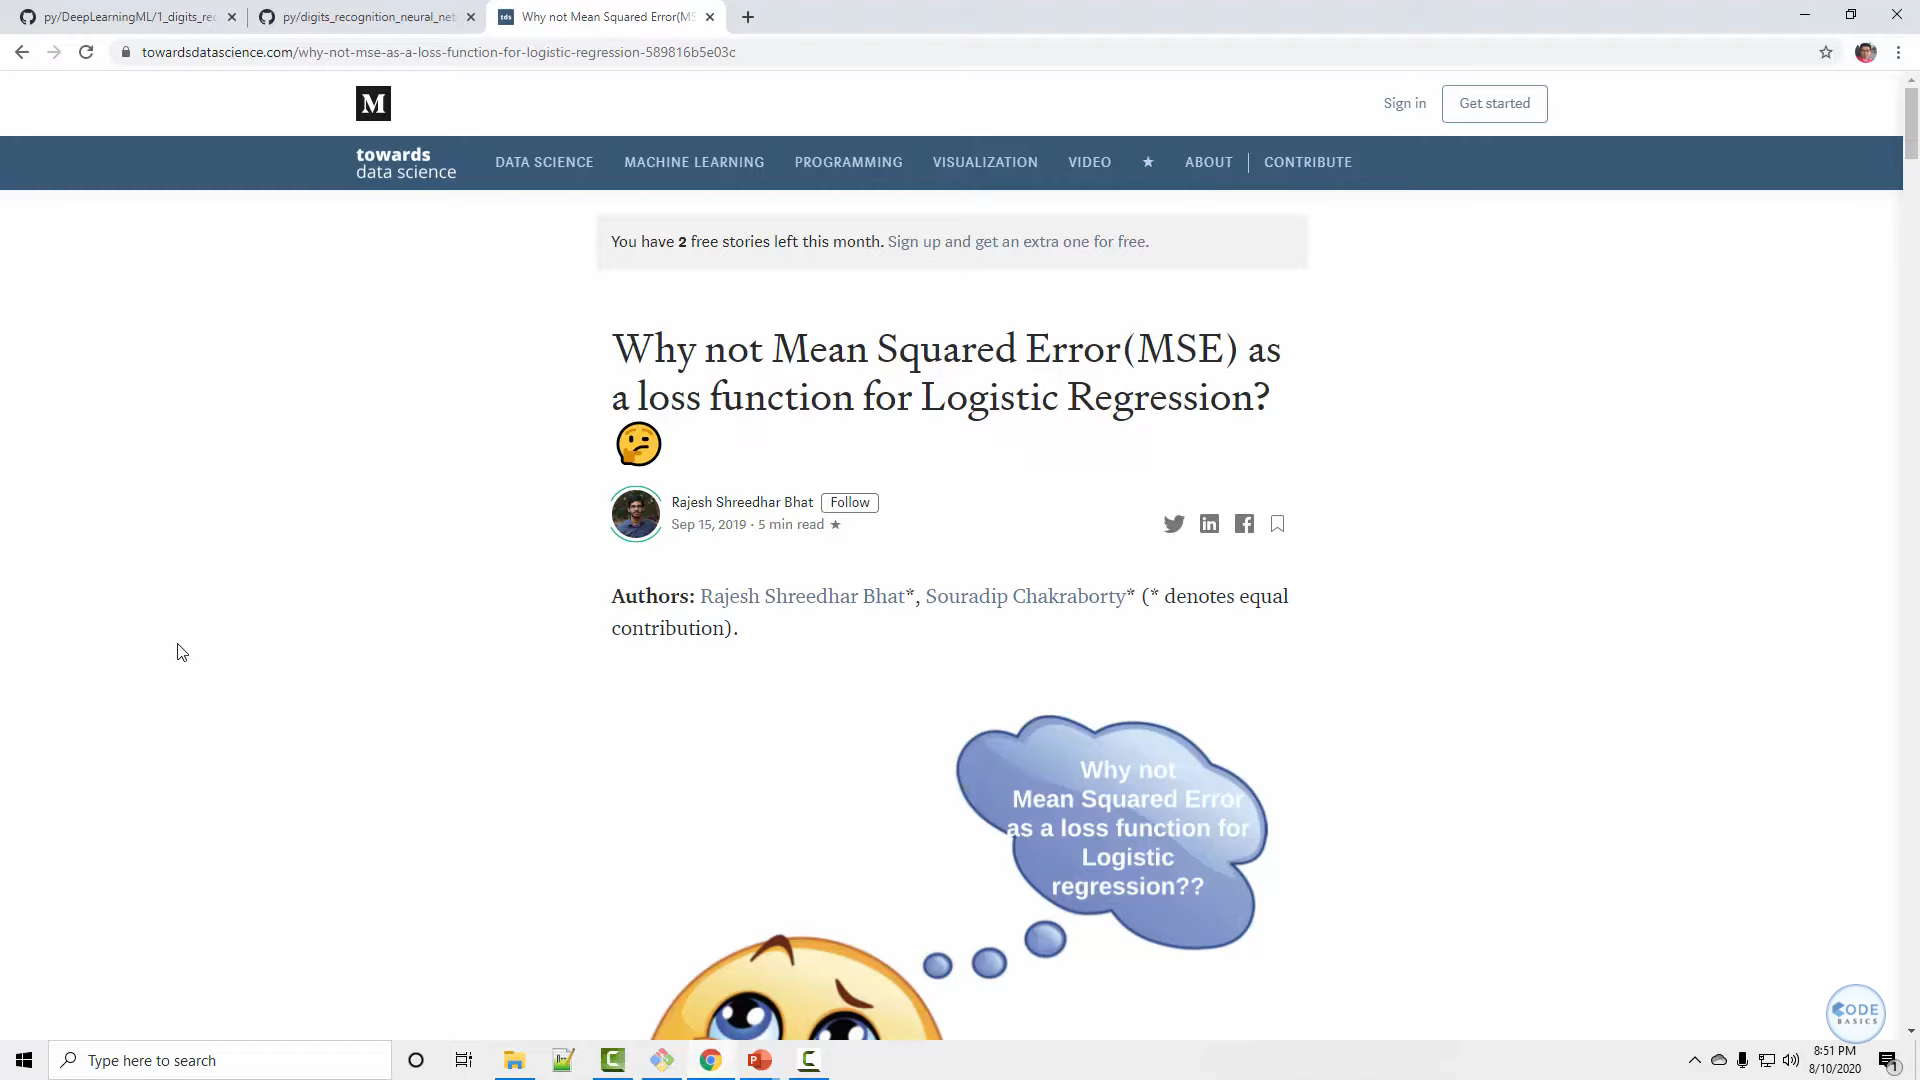 py/DeepLearningML/1_digits_rec
py/digits_recognition_neural_net
Why not Mean Squared Error(MS
towardsdatascience.com/why-not-mse-as-a-loss-function-for-logistic-regression-589816b5e03c
M
Sign in
Get started
towards
data science
DATA SCIENCE
MACHINE LEARNING
PROGRAMMING
VISUALIZATION
VIDEO
★
ABOUT
CONTRIBUTE
You have 2 free stories left this month. Sign up and get an extra one for free.
Why not Mean Squared Error(MSE) as
a loss function for Logistic Regression?
Rajesh Shreedhar Bhat
Follow
Sep 15, 2019 · 5 min read ★
Authors: Rajesh Shreedhar Bhat*, Souradip Chakraborty* (* denotes equal
contribution).
Why not
Mean Squared Error
as a loss function for
Logistic
regression??
CODE
BASICS
Type here to search
8:51 PM
8/10/2020
1